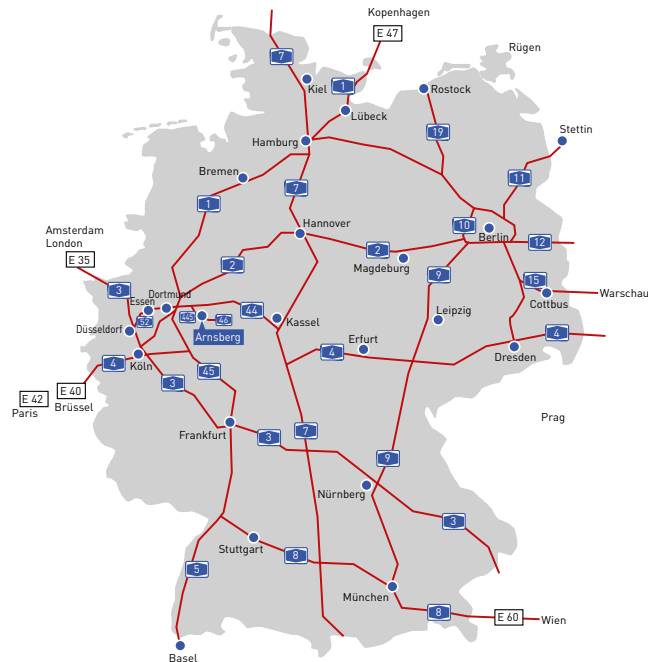 Kopenhagen
E 47
Rügen
7
Kiel
1
Rostock
Lübeck
19
Stettin
Hamburg
Bremen
11
7
1
Hannover
10
Berlin
Amsterdam
London
2
12
E 35
2
Magdeburg
9
3
15
Essen
Dortmund
Warschau
Cottbus
52
45
46
44
Kassel
Leipzig
Düsseldorf
Arnsberg
Erfurt
4
4
Dresden
Köln
4
45
3
E 42
E 40
Paris
Brüssel
Prag
Frankfurt
3
7
9
Nürnberg
3
Stuttgart
8
5
München
8
E 60
Wien
Basel